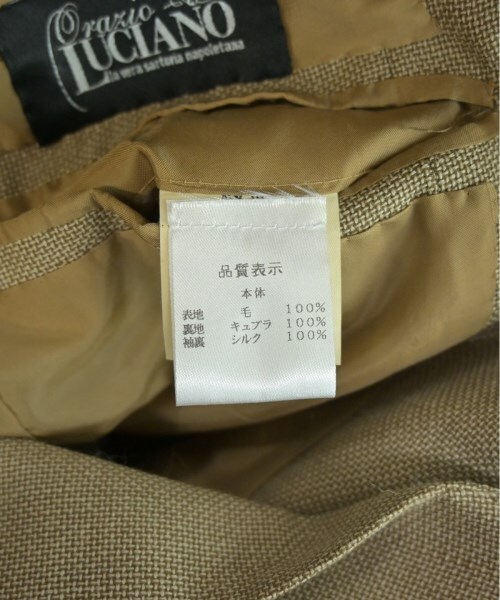 Orazio
LUCIANO
la vera sartoria napoletana
品質表示
本体
表地 毛 100%
裏地 キュプラ 100%
袖裏 シルク 100%